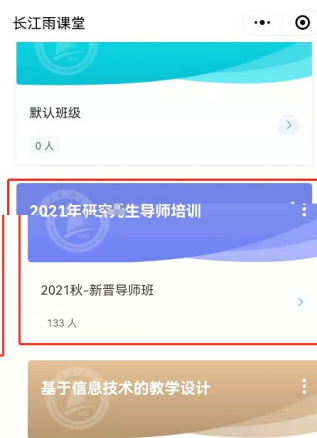 长江雨课堂
默认班级
0 人
2021年研究生导师培训
2021秋-新晋导师班
133 人
基于信息技术的教学设计